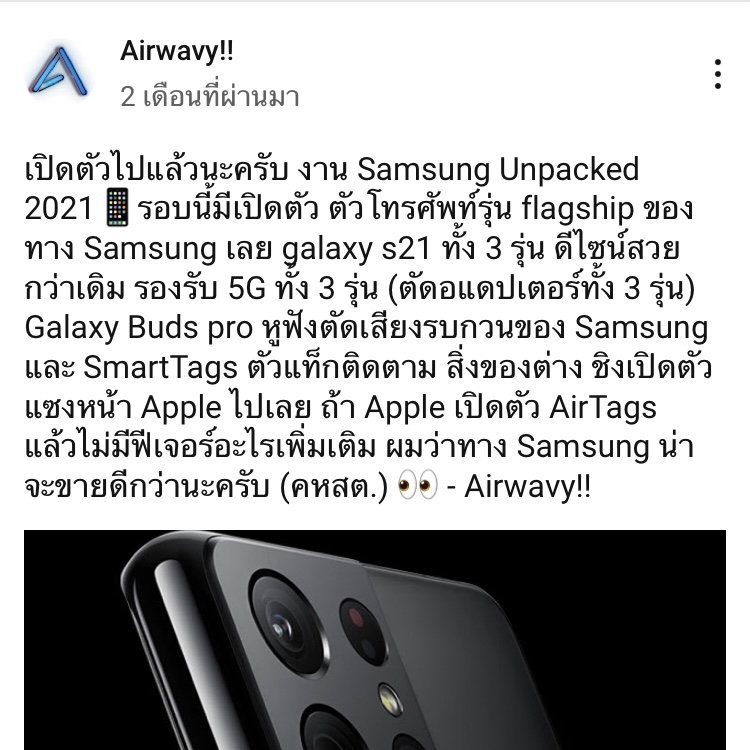 Airwavy!!
2 เดือนที่ผ่านมา
เปิดตัวไปแล้วนะครับ งาน Samsung Unpacked
2021 📱รอบนี้มีเปิดตัว ตัวโทรศัพท์รุ่น flagship ของ
ทาง Samsung เลย galaxy s21 ทั้ง 3 รุ่น ดีไซน์สวย
กว่าเดิม รองรับ 5G ทั้ง 3 รุ่น (ตัดอแดปเตอร์ทั้ง 3 รุ่น)
Galaxy Buds pro หูฟังตัดเสียงรบกวนของ Samsung
และ SmartTags ตัวแท็กติดตาม สิ่งของต่าง ชิงเปิดตัว
แซงหน้า Apple ไปเลย ถ้า Apple เปิดตัว AirTags
แล้วไม่มีฟีเจอร์อะไรเพิ่มเติม ผมว่าทาง Samsung น่า
จะขายดีกว่านะครับ (คหสต.) 👀 - Airwavy!!